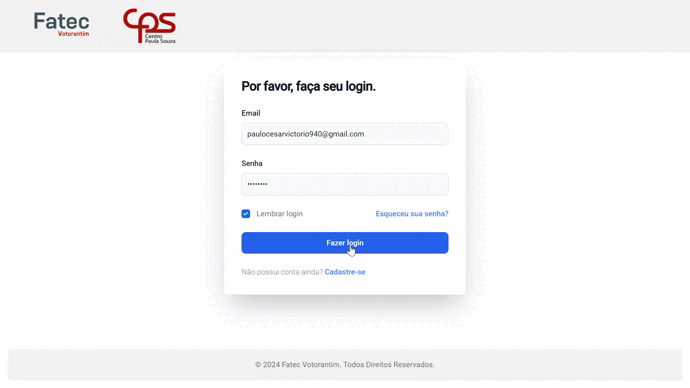 Fatec
Votorantim
CPS
Centro
Paula Souza
Por favor, faça seu login.
Email
paulocesarvictorio940@gmail.com
Senha
••••••••
Lembrar login
Esqueceu sua senha?
Fazer login
Não possui conta ainda? Cadastre-se
© 2024 Fatec Votorantim. Todos Direitos Reservados.